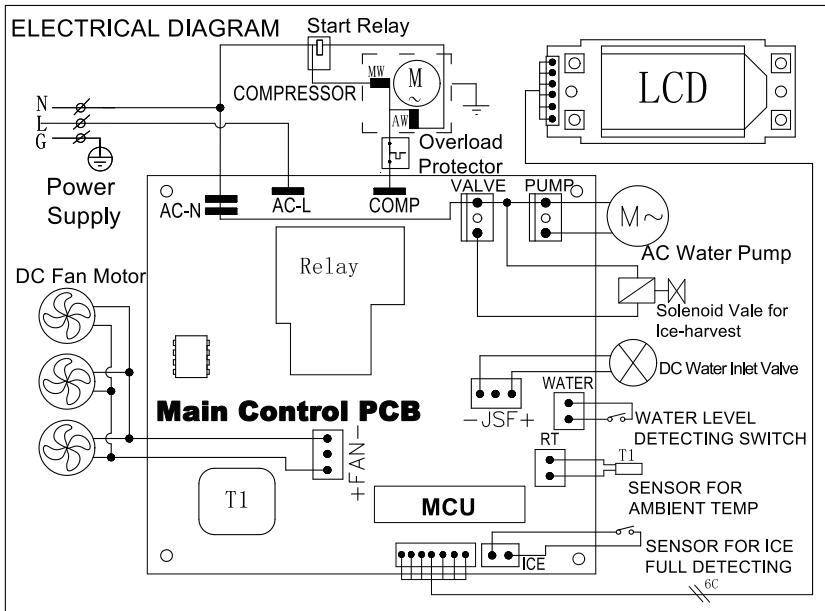 ELECTRICAL DIAGRAM
Start Relay
COMPRESSOR
MW
M
~
AW
LCD
N
L
G
Power
Supply
Overload
Protector
AC-N
AC-L
COMP
VALVE
PUMP
M~
AC Water Pump
Relay
DC Fan Motor
Solenoid Vale for
Ice-harvest
DC Water Inlet Valve
Main Control PCB
-JSF+
WATER
WATER LEVEL
DETECTING SWITCH
+FAN-
RT
T1
SENSOR FOR
AMBIENT TEMP
T1
MCU
ICE
SENSOR FOR ICE
FULL DETECTING
6C